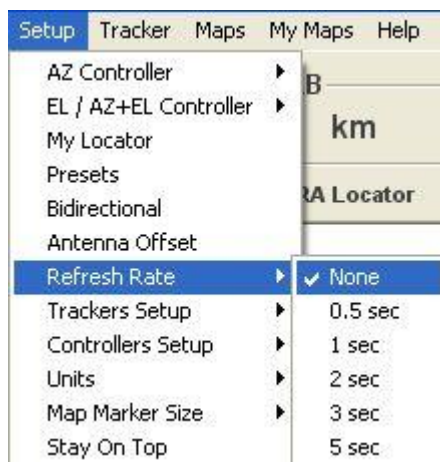 Setup Tracker Maps My Maps Help
AZ Controller
EL / AZ+EL Controller
My Locator
Presets
Bidirectional
Antenna Offset
Refresh Rate
Trackers Setup
Controllers Setup
Units
Map Marker Size
Stay On Top
B
km
RA Locator
None
0.5 sec
1 sec
2 sec
3 sec
5 sec